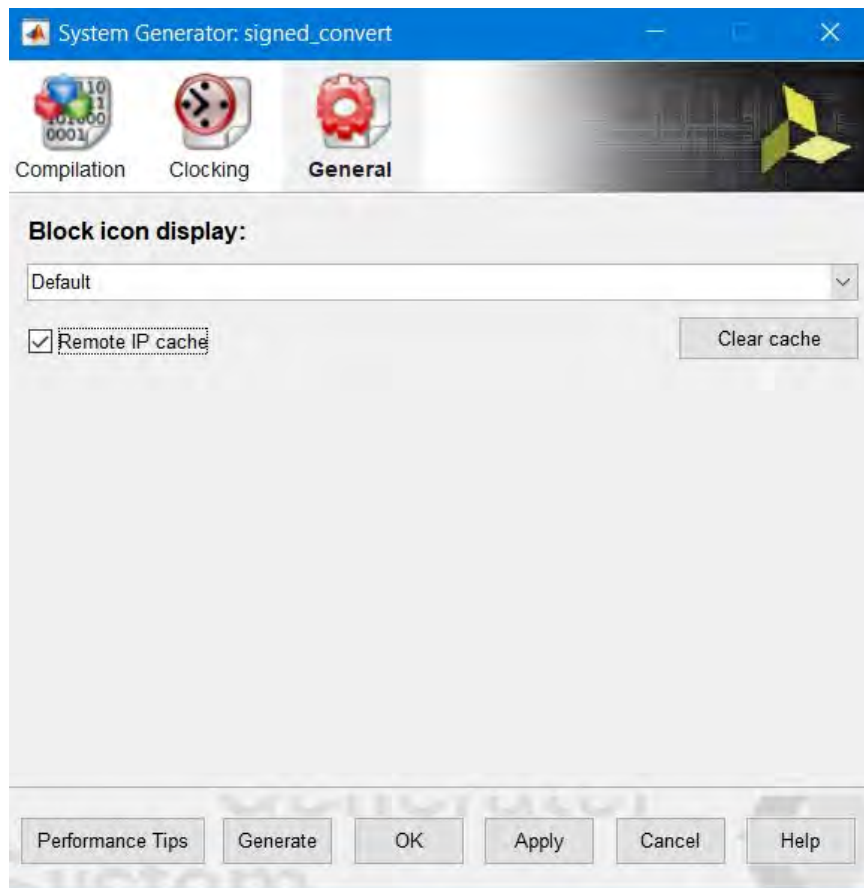 System Generator: signed_convert
Compilation Clocking General
Block icon display:
Default
Remote IP cache Clear cache
Performance Tips Generate OK Apply Cancel Help